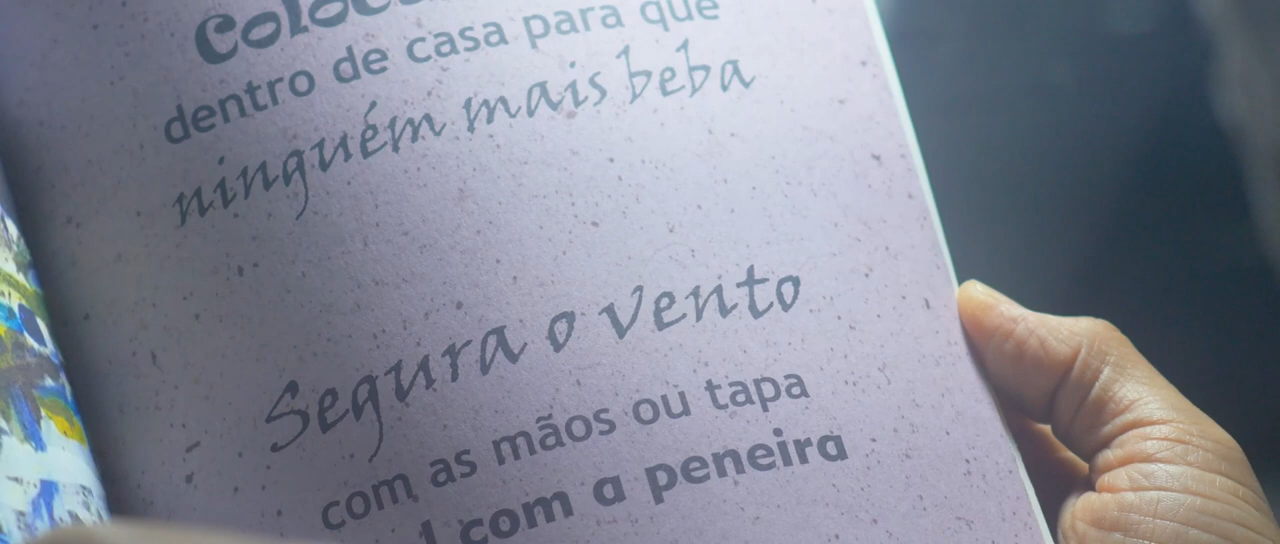 dentro de casa para que
ninguém mais beba
Segura o vento
com as mãos ou tapa
com a peneira